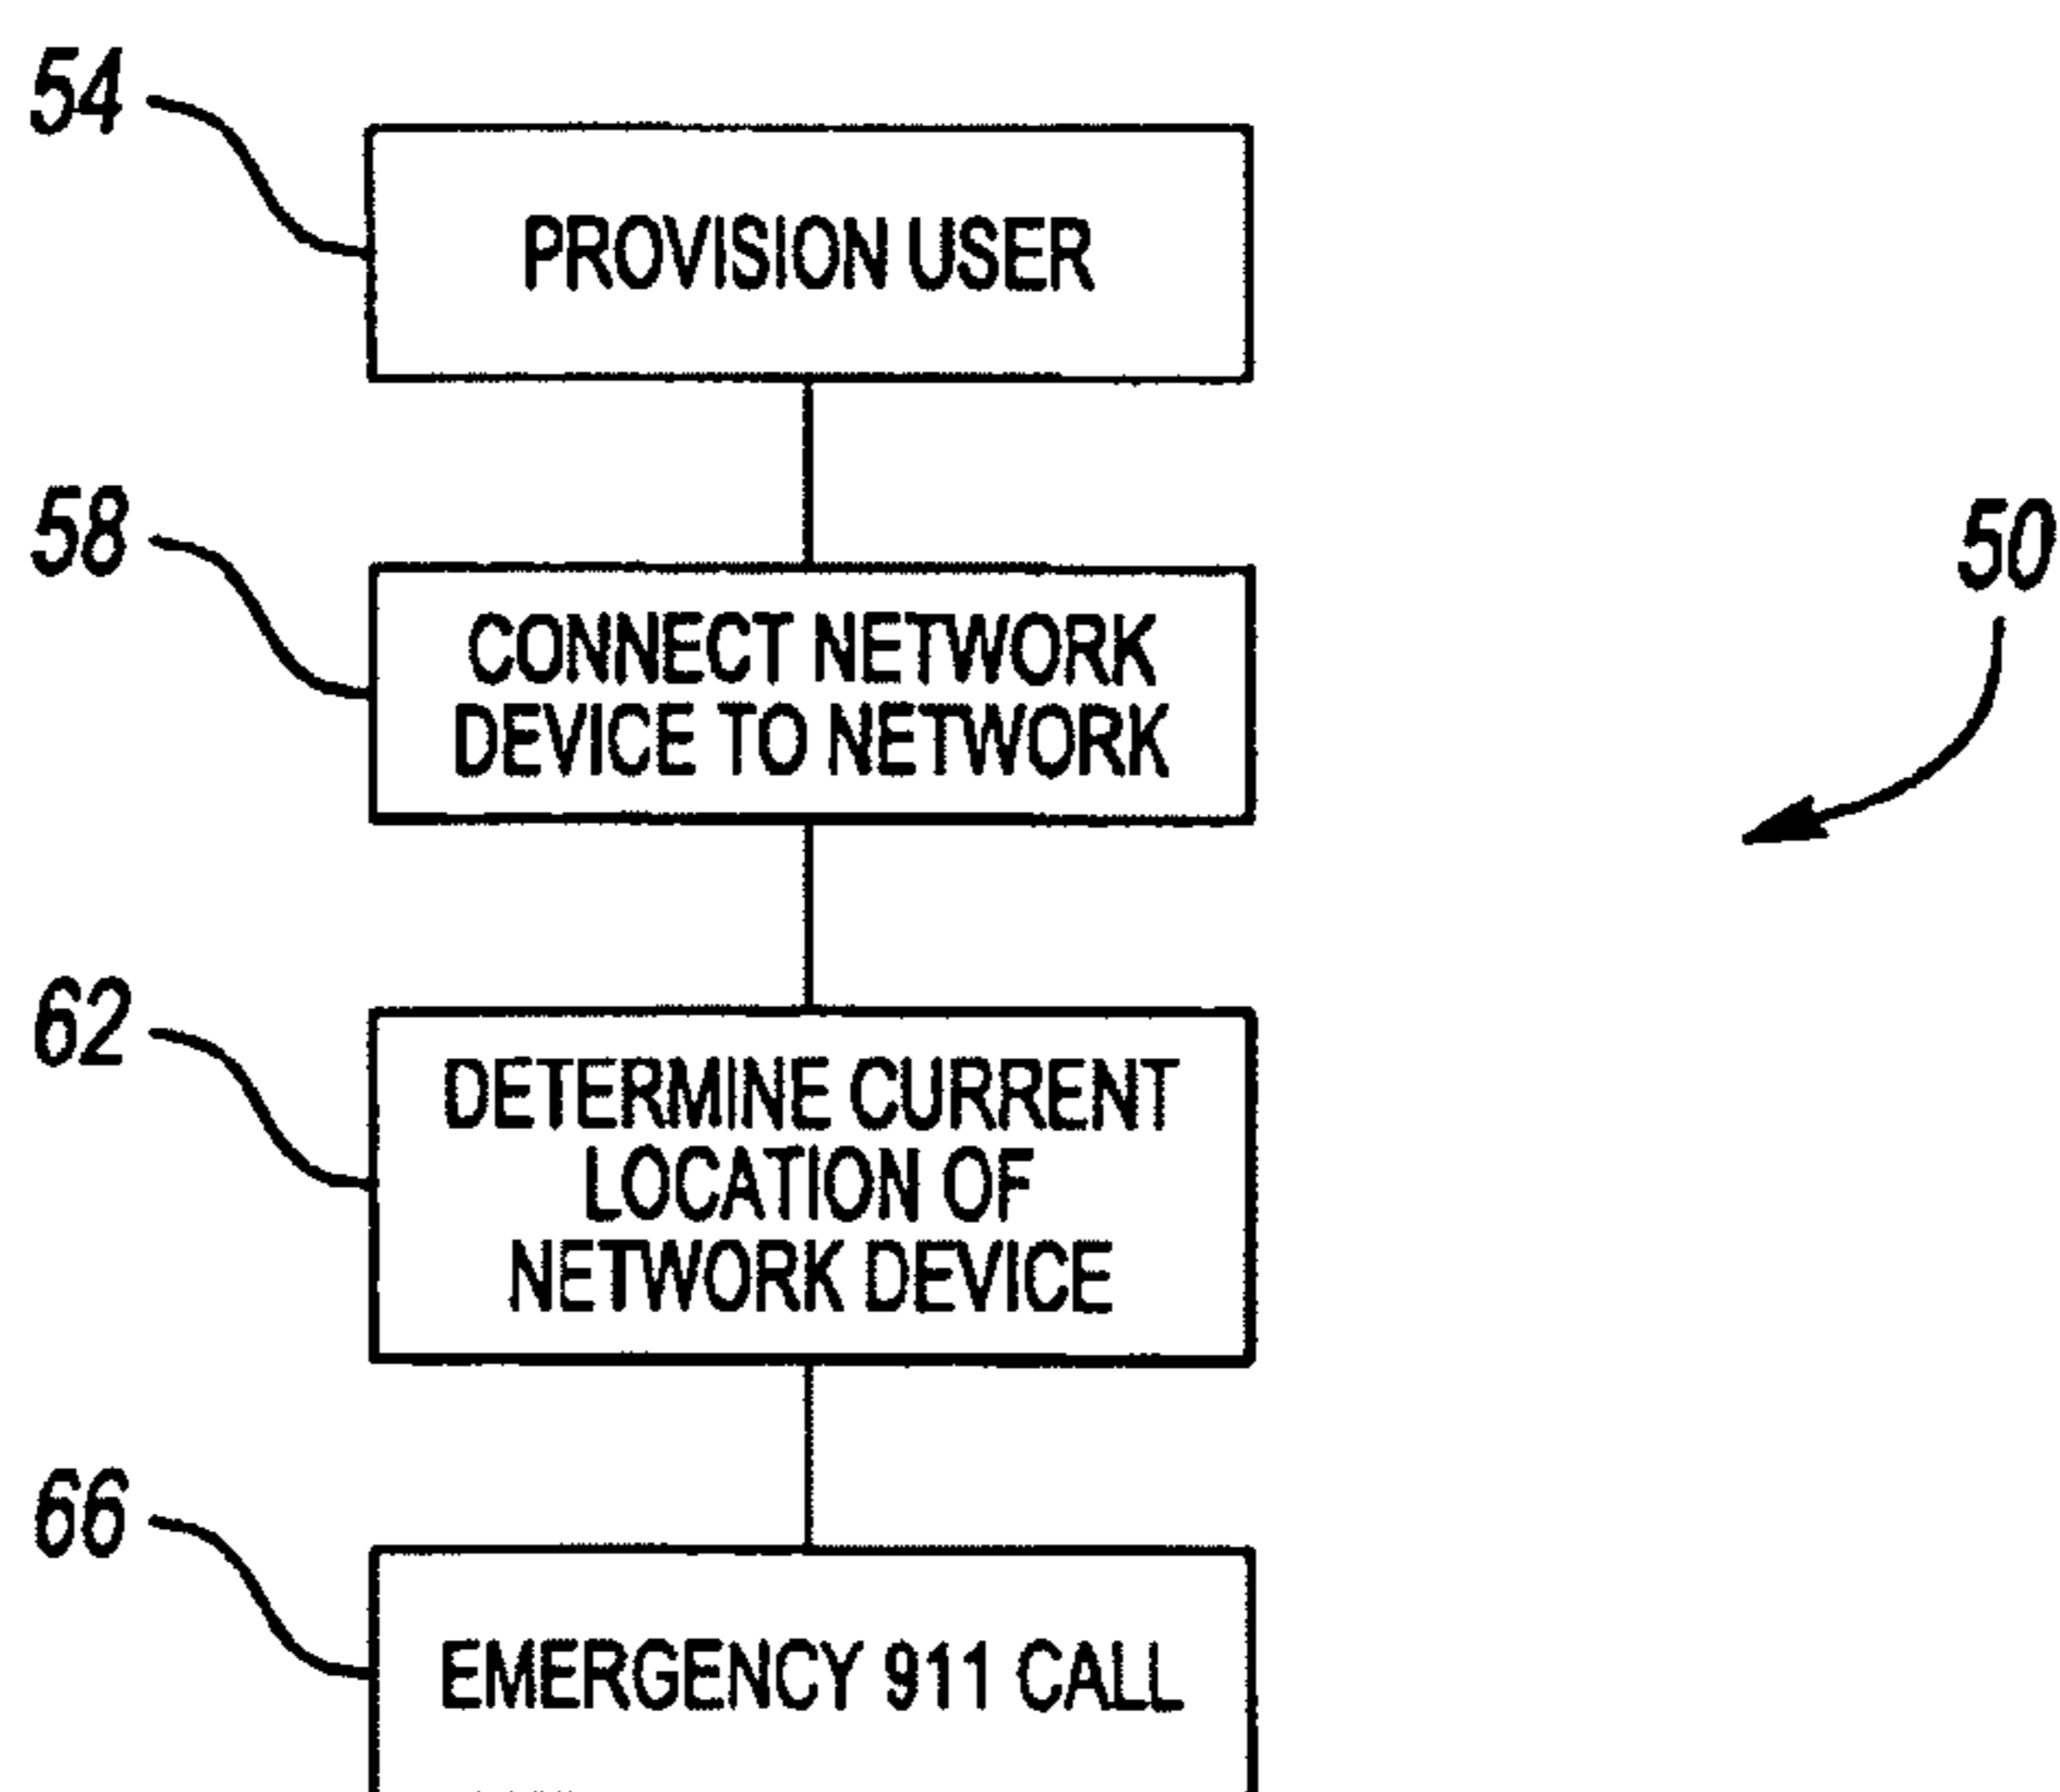 54
PROVISION USER
58
CONNECT NETWORK
DEVICE TO NETWORK
50
62
DETERMINE CURRENT
LOCATION OF
NETWORK DEVICE
66
EMERGENCY 911 CALL